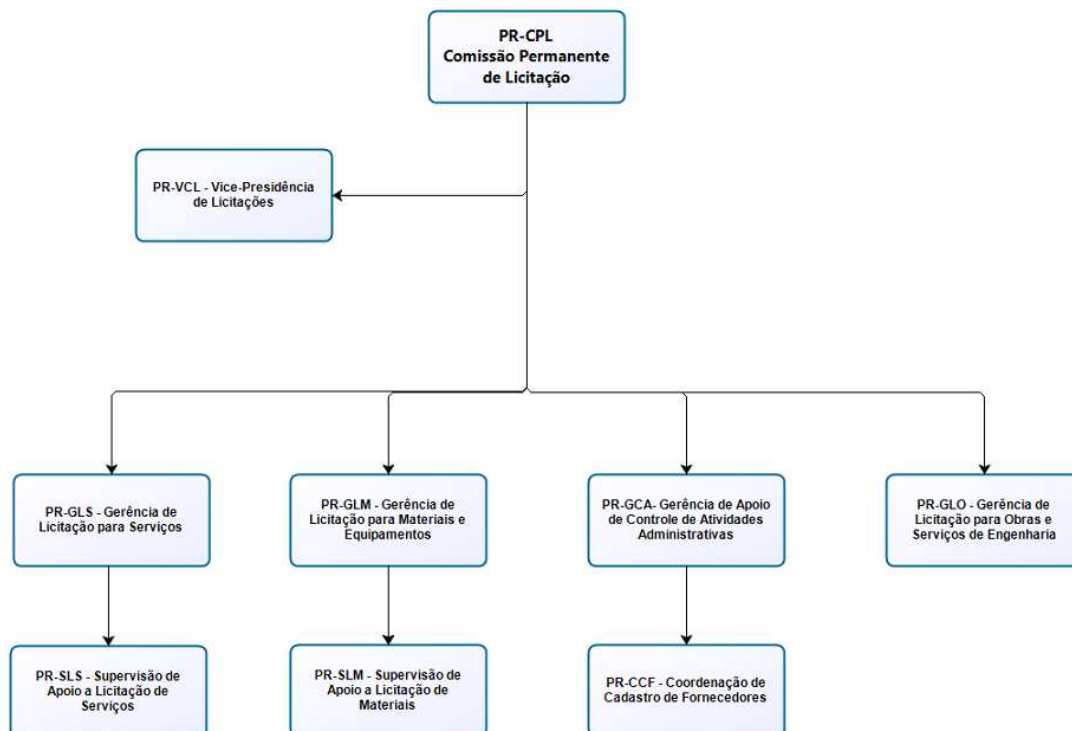 PR-CPL
Comissão Permanente
de Licitação
PR-VCL - Vice-Presidência
de Licitações
PR-GLS - Gerência de
Licitação para Serviços
PR-GLM - Gerência de
Licitação para Materiais e
Equipamentos
PR-GCA- Gerência de Apoio
de Controle de Atividades
Administrativas
PR-GLO - Gerência de
Licitação para Obras e
Serviços de Engenharia
PR-SLS - Supervisão de
Apoio a Licitação de
Serviços
PR-SLM - Supervisão de
Apoio a Licitação de
Materiais
PR-CCF - Coordenação de
Cadastro de Fornecedores